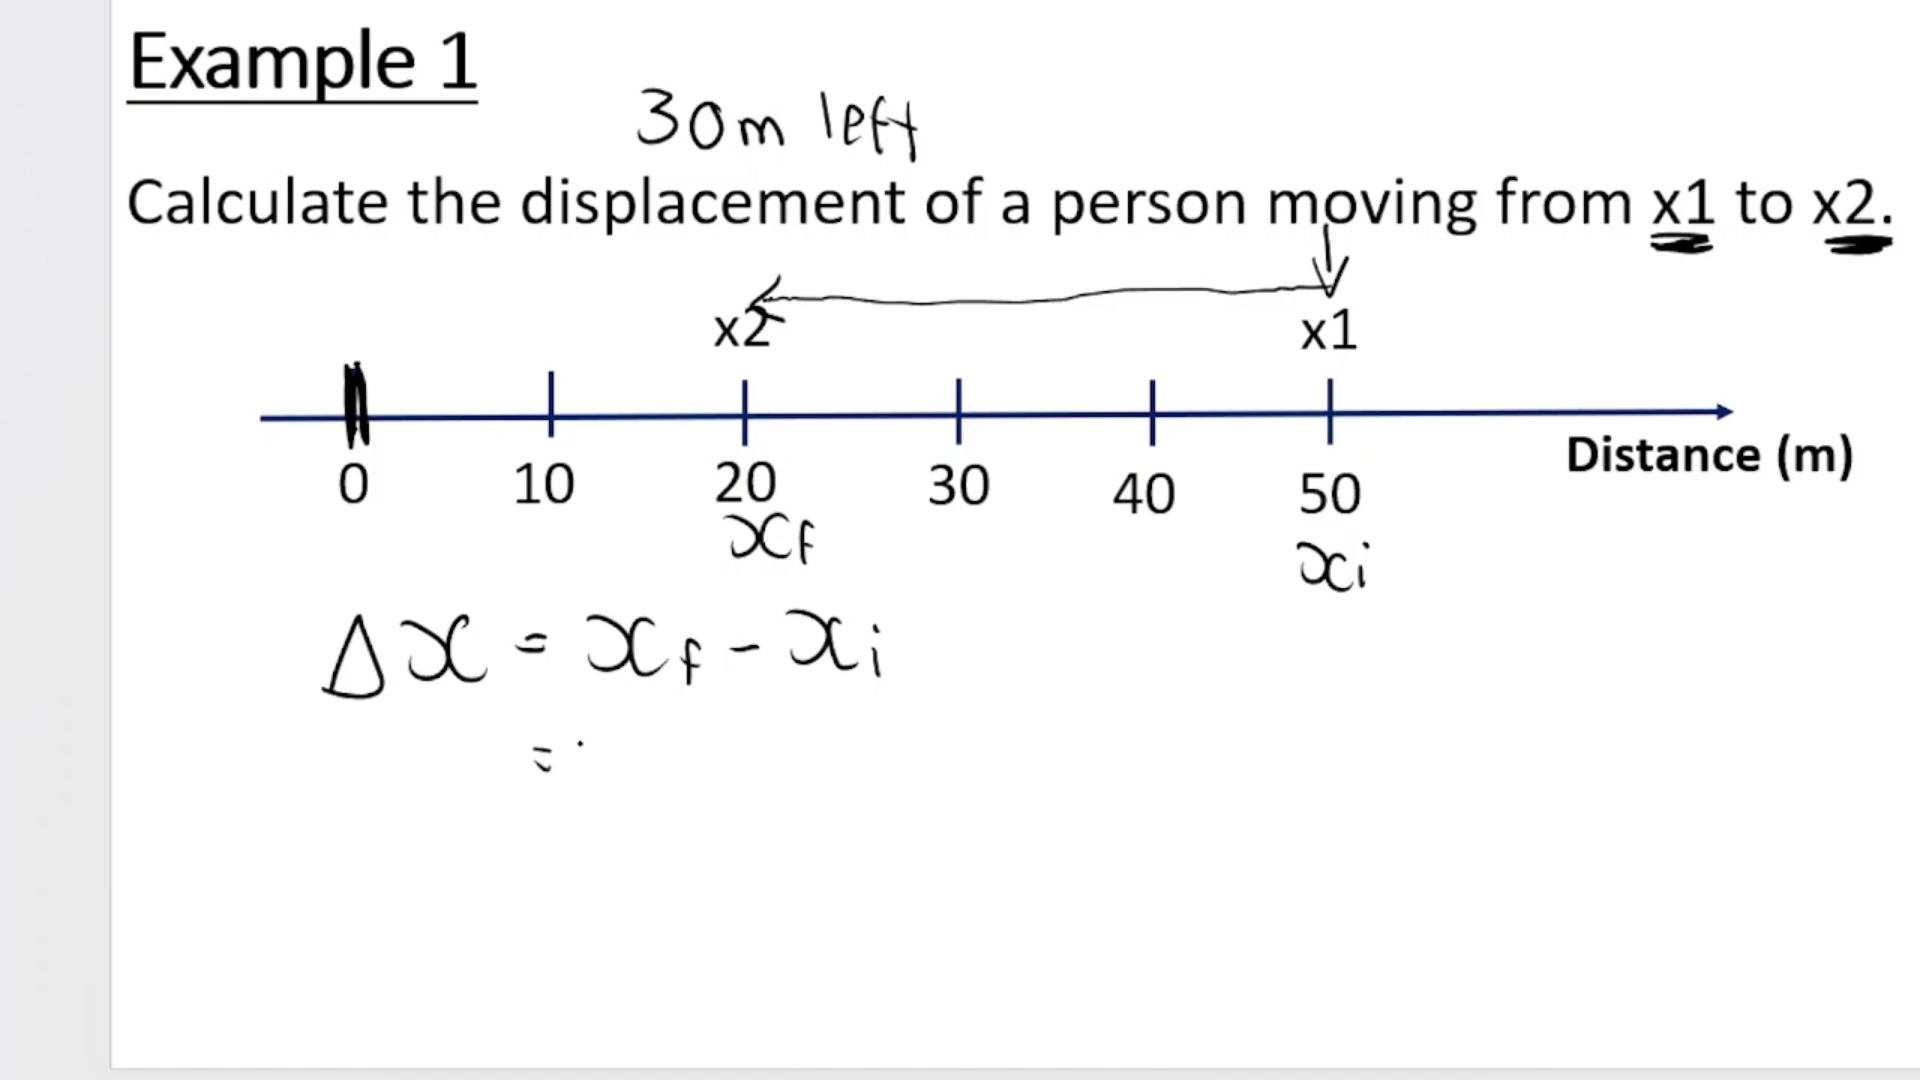 Example 1
30m left
Calculate the displacement of a person moving from x1 to x2.
x2 x1
0 10 20 30 40 50 Distance (m)
xf xi
Δx = xf - xi
=